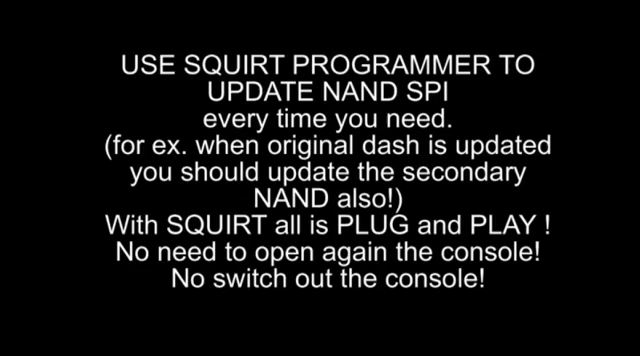 USE SQUIRT PROGRAMMER TO
UPDATE NAND SPI
every time you need.
(for ex. when original dash is updated
you should update the secondary
NAND also!)
With SQUIRT all is PLUG and PLAY !
No need to open again the console!
No switch out the console!